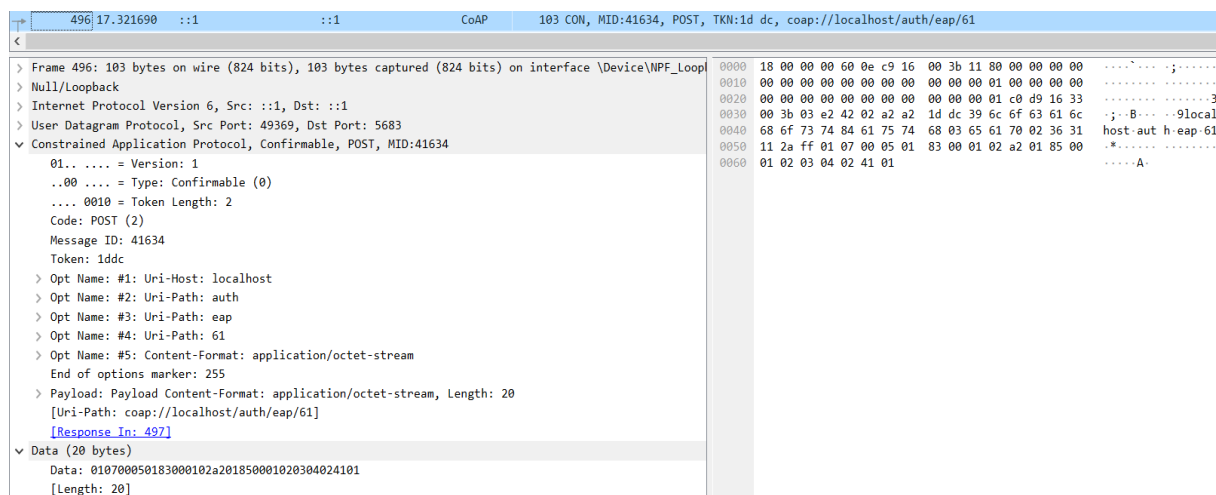 496 17.321690 ::1 ::1 CoAP 103 CON, MID:41634, POST, TKN:1d dc, coap://localhost/auth/eap/61
Frame 496: 103 bytes on wire (824 bits), 103 bytes captured (824 bits) on interface \Device\NPF_Loopl
Null/Loopback
Internet Protocol Version 6, Src: ::1, Dst: ::1
User Datagram Protocol, Src Port: 49369, Dst Port: 5683
Constrained Application Protocol, Confirmable, POST, MID:41634
01.. .... = Version: 1
..00 .... = Type: Confirmable (0)
.... 0010 = Token Length: 2
Code: POST (2)
Message ID: 41634
Token: 1ddc
Opt Name: #1: Uri-Host: localhost
Opt Name: #2: Uri-Path: auth
Opt Name: #3: Uri-Path: eap
Opt Name: #4: Uri-Path: 61
Opt Name: #5: Content-Format: application/octet-stream
End of options marker: 255
Payload: Payload Content-Format: application/octet-stream, Length: 20
[Uri-Path: coap://localhost/auth/eap/61]
[Response In: 497]
Data (20 bytes)
Data: 010700050183000102a2018500010203040​24101
[Length: 20]
0000 18 00 00 00 60 0e c9 16 00 3b 11 80 00 00 00 00 ····`··· ·;······
0010 00 00 00 00 00 00 00 00 00 00 00 01 00 00 00 00 ········ ········
0020 00 00 00 00 00 00 00 00 00 00 00 01 c0 d9 16 33 ········ ·······3
0030 00 3b 03 e2 42 02 a2 a2 1d dc 39 6c 6f 63 61 6c ·;··B··· ··9local
0040 68 6f 73 74 84 61 75 74 68 03 65 61 70 02 36 31 host·aut h·eap·61
0050 11 2a ff 01 07 00 05 01 83 00 01 02 a2 01 85 00 ·*······ ········
0060 01 02 03 04 02 41 01 ·····A·